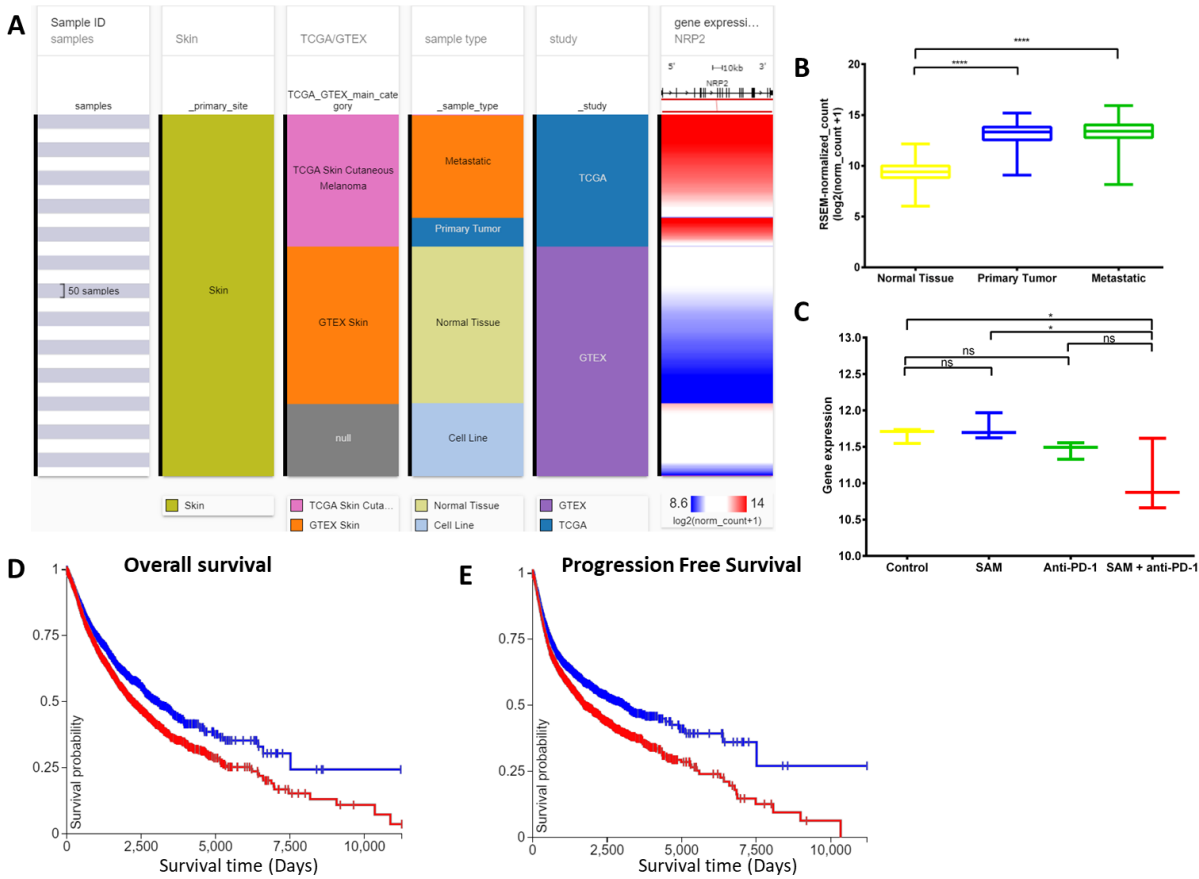 A
Sample ID
samples
Skin
TCGA/GTEX
sample type
study
gene expressi...
NRP2
5'
10kb
3'
NRP2
samples
_primary_site
TCGA_GTEX_main_cate
gory
_sample_type
_study
50 samples
Skin
TCGA Skin Cutaneous
Melanoma
GTEX Skin
null
Metastatic
Primary Tumor
Normal Tissue
Cell Line
TCGA
GTEX
Skin
TCGA Skin Cuta...
GTEX Skin
Normal Tissue
Cell Line
GTEX
TCGA
8.6
14
log2(norm_count+1)
B
RSEM-normalized_count
(log2(norm_count +1)
20
15
10
5
0
****
****
Normal Tissue
Primary Tumor
Metastatic
C
Gene expression
13.0
12.5
12.0
11.5
11.0
10.5
10.0
*
*
ns
ns
ns
Control
SAM
Anti-PD-1
SAM + anti-PD-1
D
Overall survival
1
0.75
0.5
0.25
0
Survival probability
0
2,500
5,000
7,500
10,000
Survival time (Days)
E
Progression Free Survival
1
0.75
0.5
0.25
0
Survival probability
0
2,500
5,000
7,500
10,000
Survival time (Days)